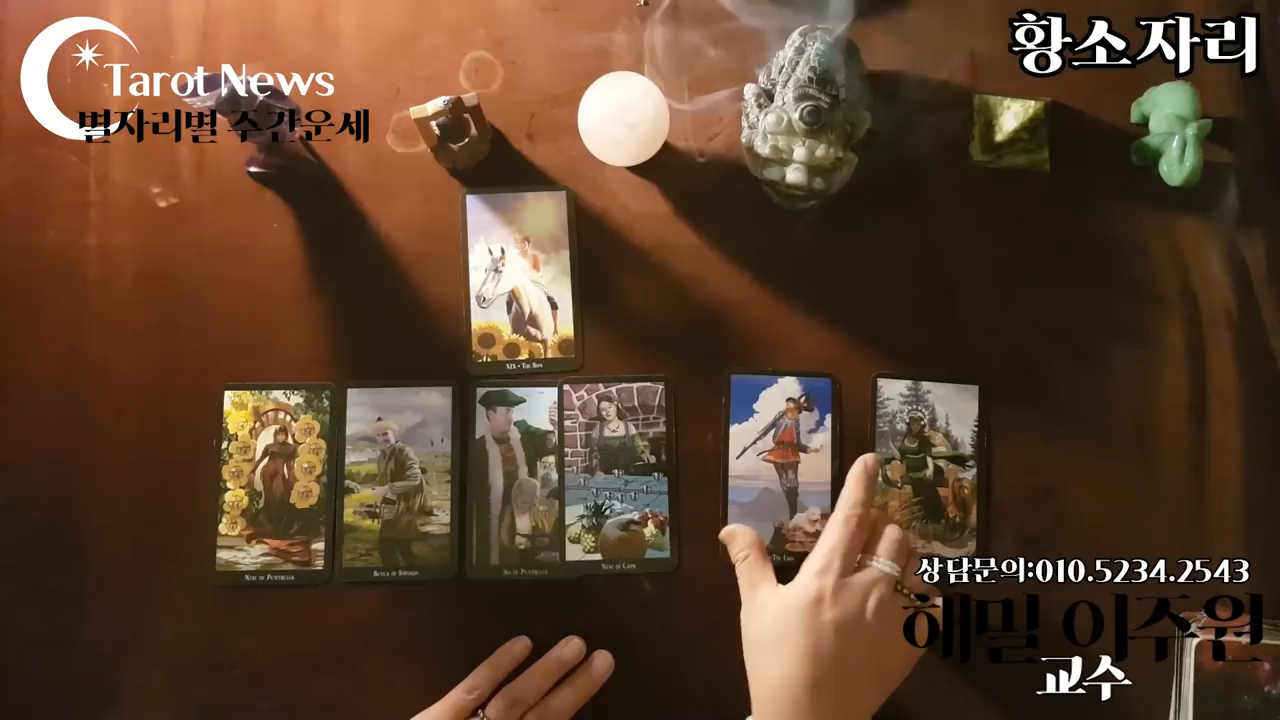 Tarot News
별자리별 주간운세
황소자리
XIX • The Sun
Nine of Pentacles
Seven of Swords
Six of Pentacles
Nine of Cups
상담문의:010.5234.2543
해밀 이주원
교수